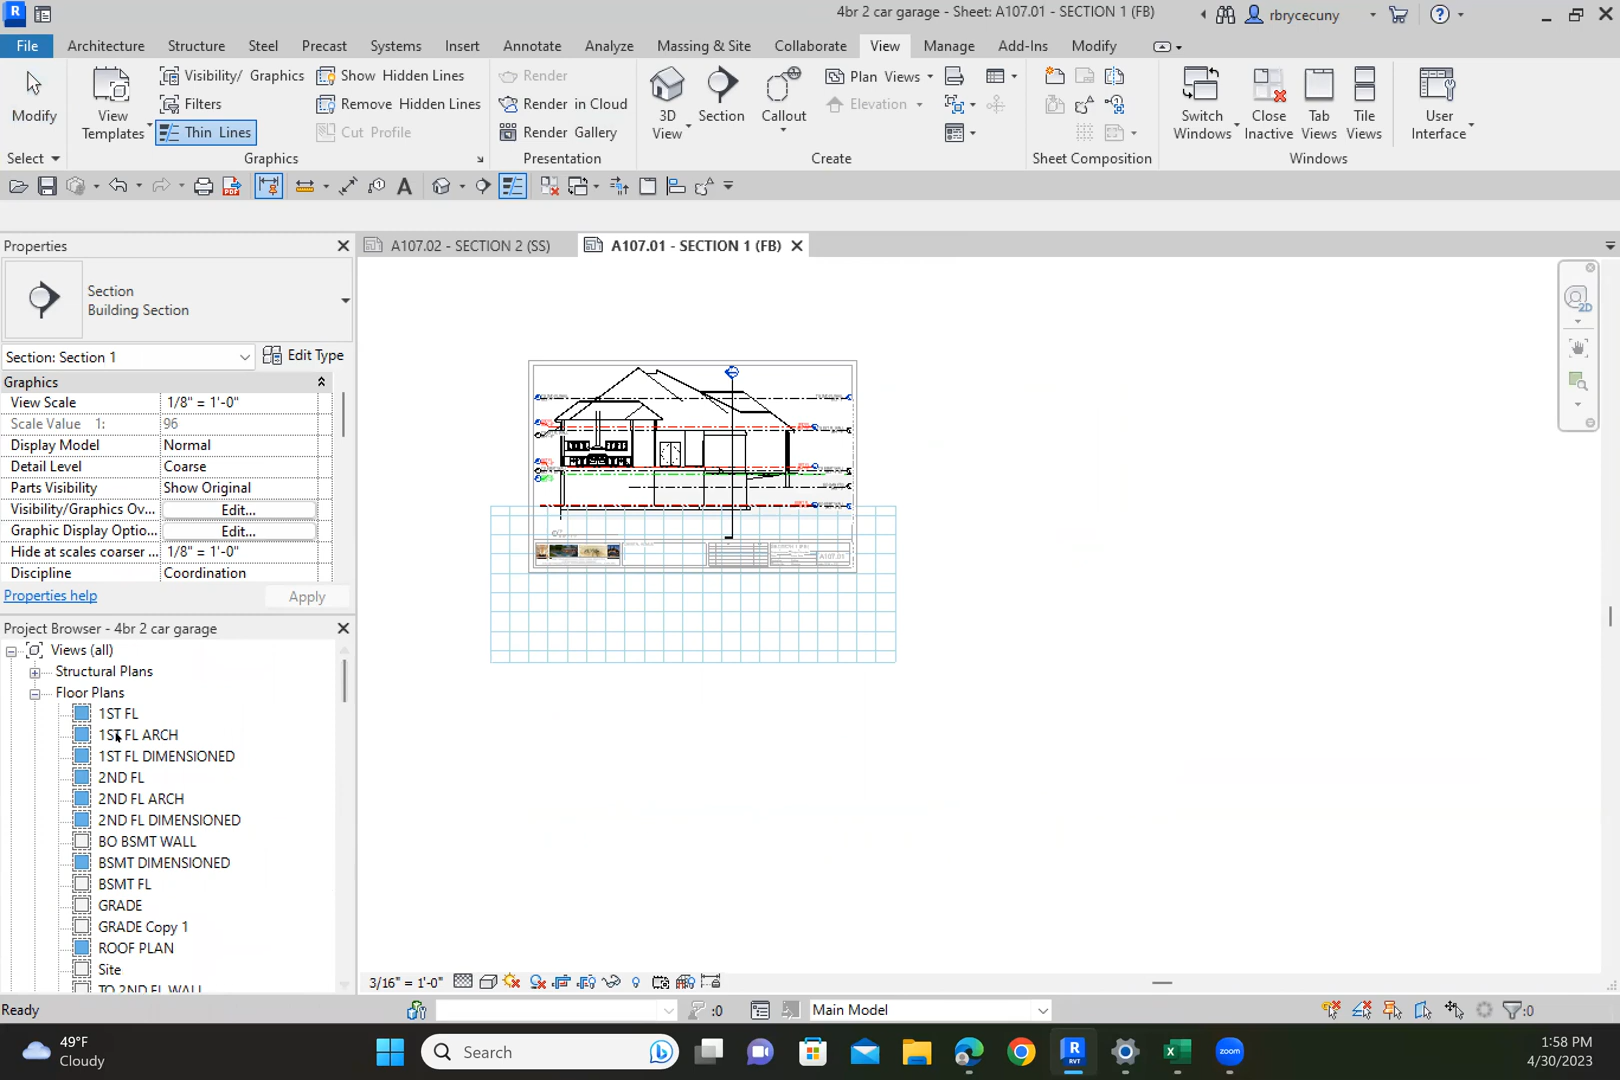 4br 2 car garage - Sheet: A107.01 - SECTION 1 (FB)
rbrycecuny
File
Architecture
Structure
Steel
Precast
Systems
Insert
Annotate
Analyze
Massing & Site
Collaborate
View
Manage
Add-Ins
Modify
Modify
View
Templates
Visibility/ Graphics
Filters
Thin Lines
Show Hidden Lines
Remove Hidden Lines
Cut Profile
Render
Render in Cloud
Render Gallery
3D
View
Section
Callout
Plan Views
Elevation
Switch
Windows
Close
Inactive
Tab
Views
Tile
Views
User
Interface
Select
Graphics
Presentation
Create
Sheet Composition
Windows
Properties
A107.02 - SECTION 2 (SS)
A107.01 - SECTION 1 (FB)
Section
Building Section
Section: Section 1
Edit Type
Graphics
View Scale 1/8" = 1'-0"
Scale Value 1: 96
Display Model Normal
Detail Level Coarse
Parts Visibility Show Original
Visibility/Graphics Ov... Edit...
Graphic Display Optio... Edit...
Hide at scales coarser ... 1/8" = 1'-0"
Discipline Coordination
Properties help
Apply
Project Browser - 4br 2 car garage
Views (all)
Structural Plans
Floor Plans
1ST FL
1ST FL ARCH
1ST FL DIMENSIONED
2ND FL
2ND FL ARCH
2ND FL DIMENSIONED
BO BSMT WALL
BSMT DIMENSIONED
BSMT FL
GRADE
GRADE Copy 1
ROOF PLAN
Site
TO 2ND FL WALL
A107.01
2D
3/16" = 1'-0"
Ready
:0
Main Model
:0
49°F
Cloudy
Search
R
RVT
zoom
1:58 PM
4/30/2023